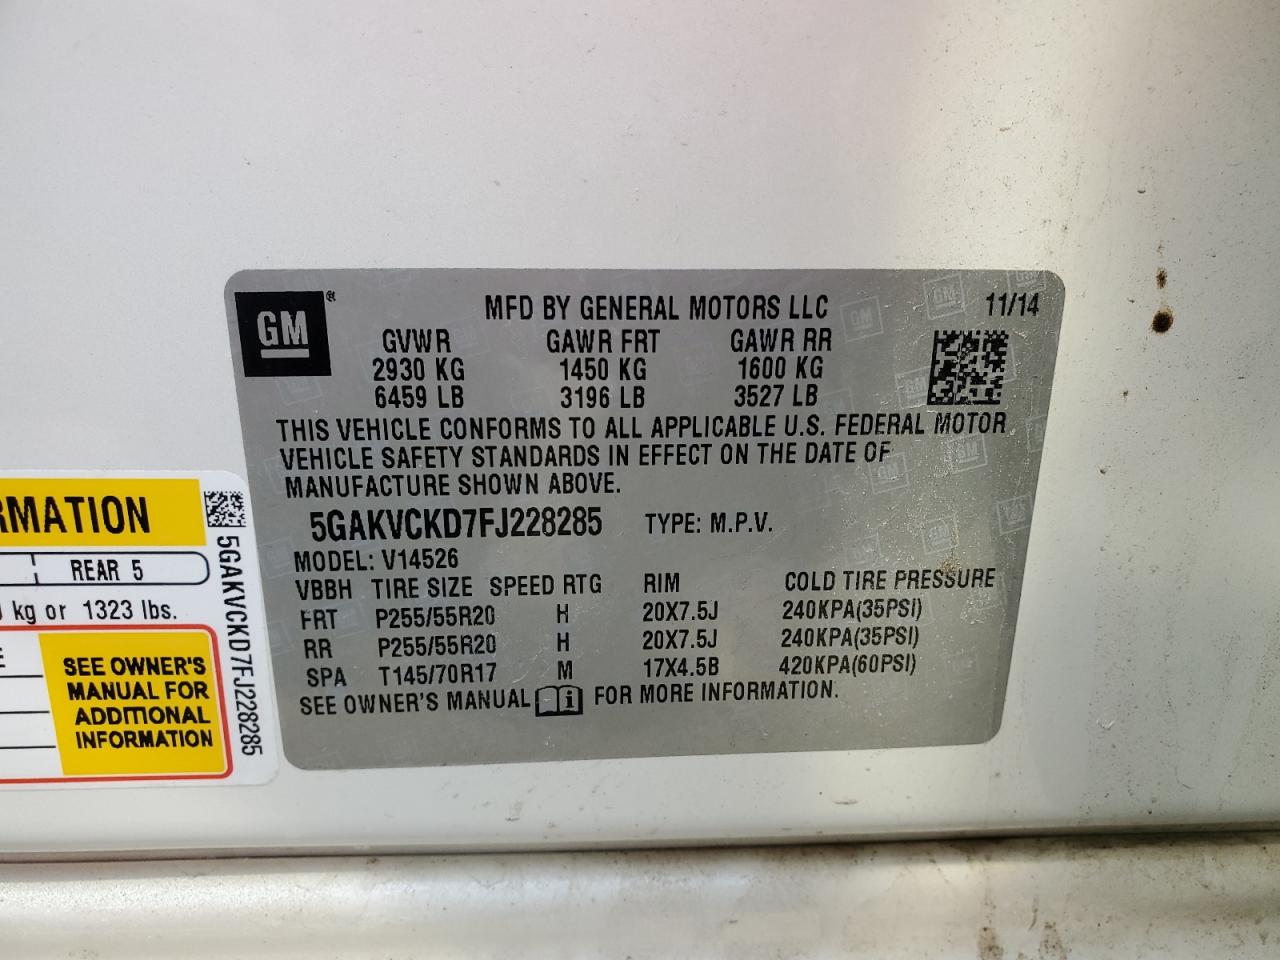 GM®
MFD BY GENERAL MOTORS LLC 11/14
GVWR GAWR FRT GAWR RR
2930 KG 1450 KG 1600 KG
6459 LB 3196 LB 3527 LB
THIS VEHICLE CONFORMS TO ALL APPLICABLE U.S. FEDERAL MOTOR
VEHICLE SAFETY STANDARDS IN EFFECT ON THE DATE OF
MANUFACTURE SHOWN ABOVE.
5GAKVCKD7FJ228285 TYPE: M.P.V.
MODEL: V14526
VBBH TIRE SIZE SPEED RTG RIM COLD TIRE PRESSURE
FRT P255/55R20 H 20X7.5J 240KPA(35PSI)
RR P255/55R20 H 20X7.5J 240KPA(35PSI)
SPA T145/70R17 M 17X4.5B 420KPA(60PSI)
SEE OWNER'S MANUAL FOR MORE INFORMATION.
RMATION
REAR 5
kg or 1323 lbs.
E
SEE OWNER'S
MANUAL FOR
ADDITIONAL
INFORMATION
5GAKVCKD7FJ228285